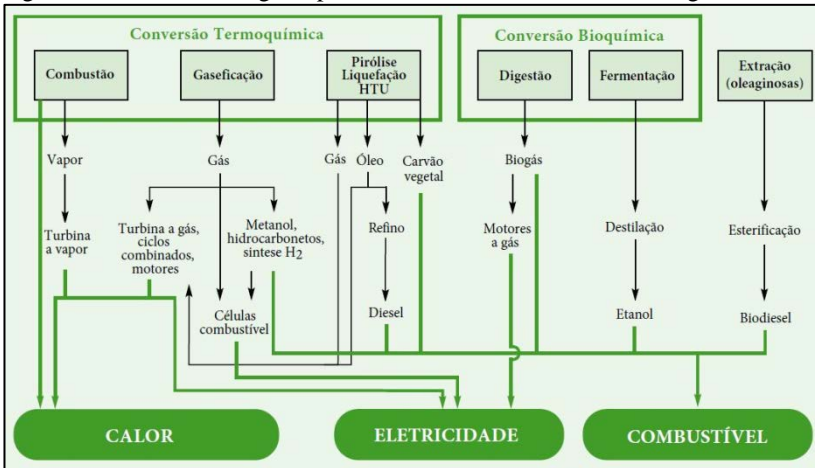 Conversão Termoquímica
Conversão Bioquímica
Combustão
Gaseficação
Pirólise
Liquefação
HTU
Digestão
Fermentação
Extração
(oleaginosas)
Vapor
Gás
Gás
Óleo
Carvão
vegetal
Biogás
Turbina
a vapor
Turbina a gás,
ciclos
combinados,
motores
Metanol,
hidrocarbonetos,
síntese H2
Refino
Motores
a gás
Destilação
Esterificação
Células
combustível
Diesel
Etanol
Biodiesel
CALOR
ELETRICIDADE
COMBUSTÍVEL